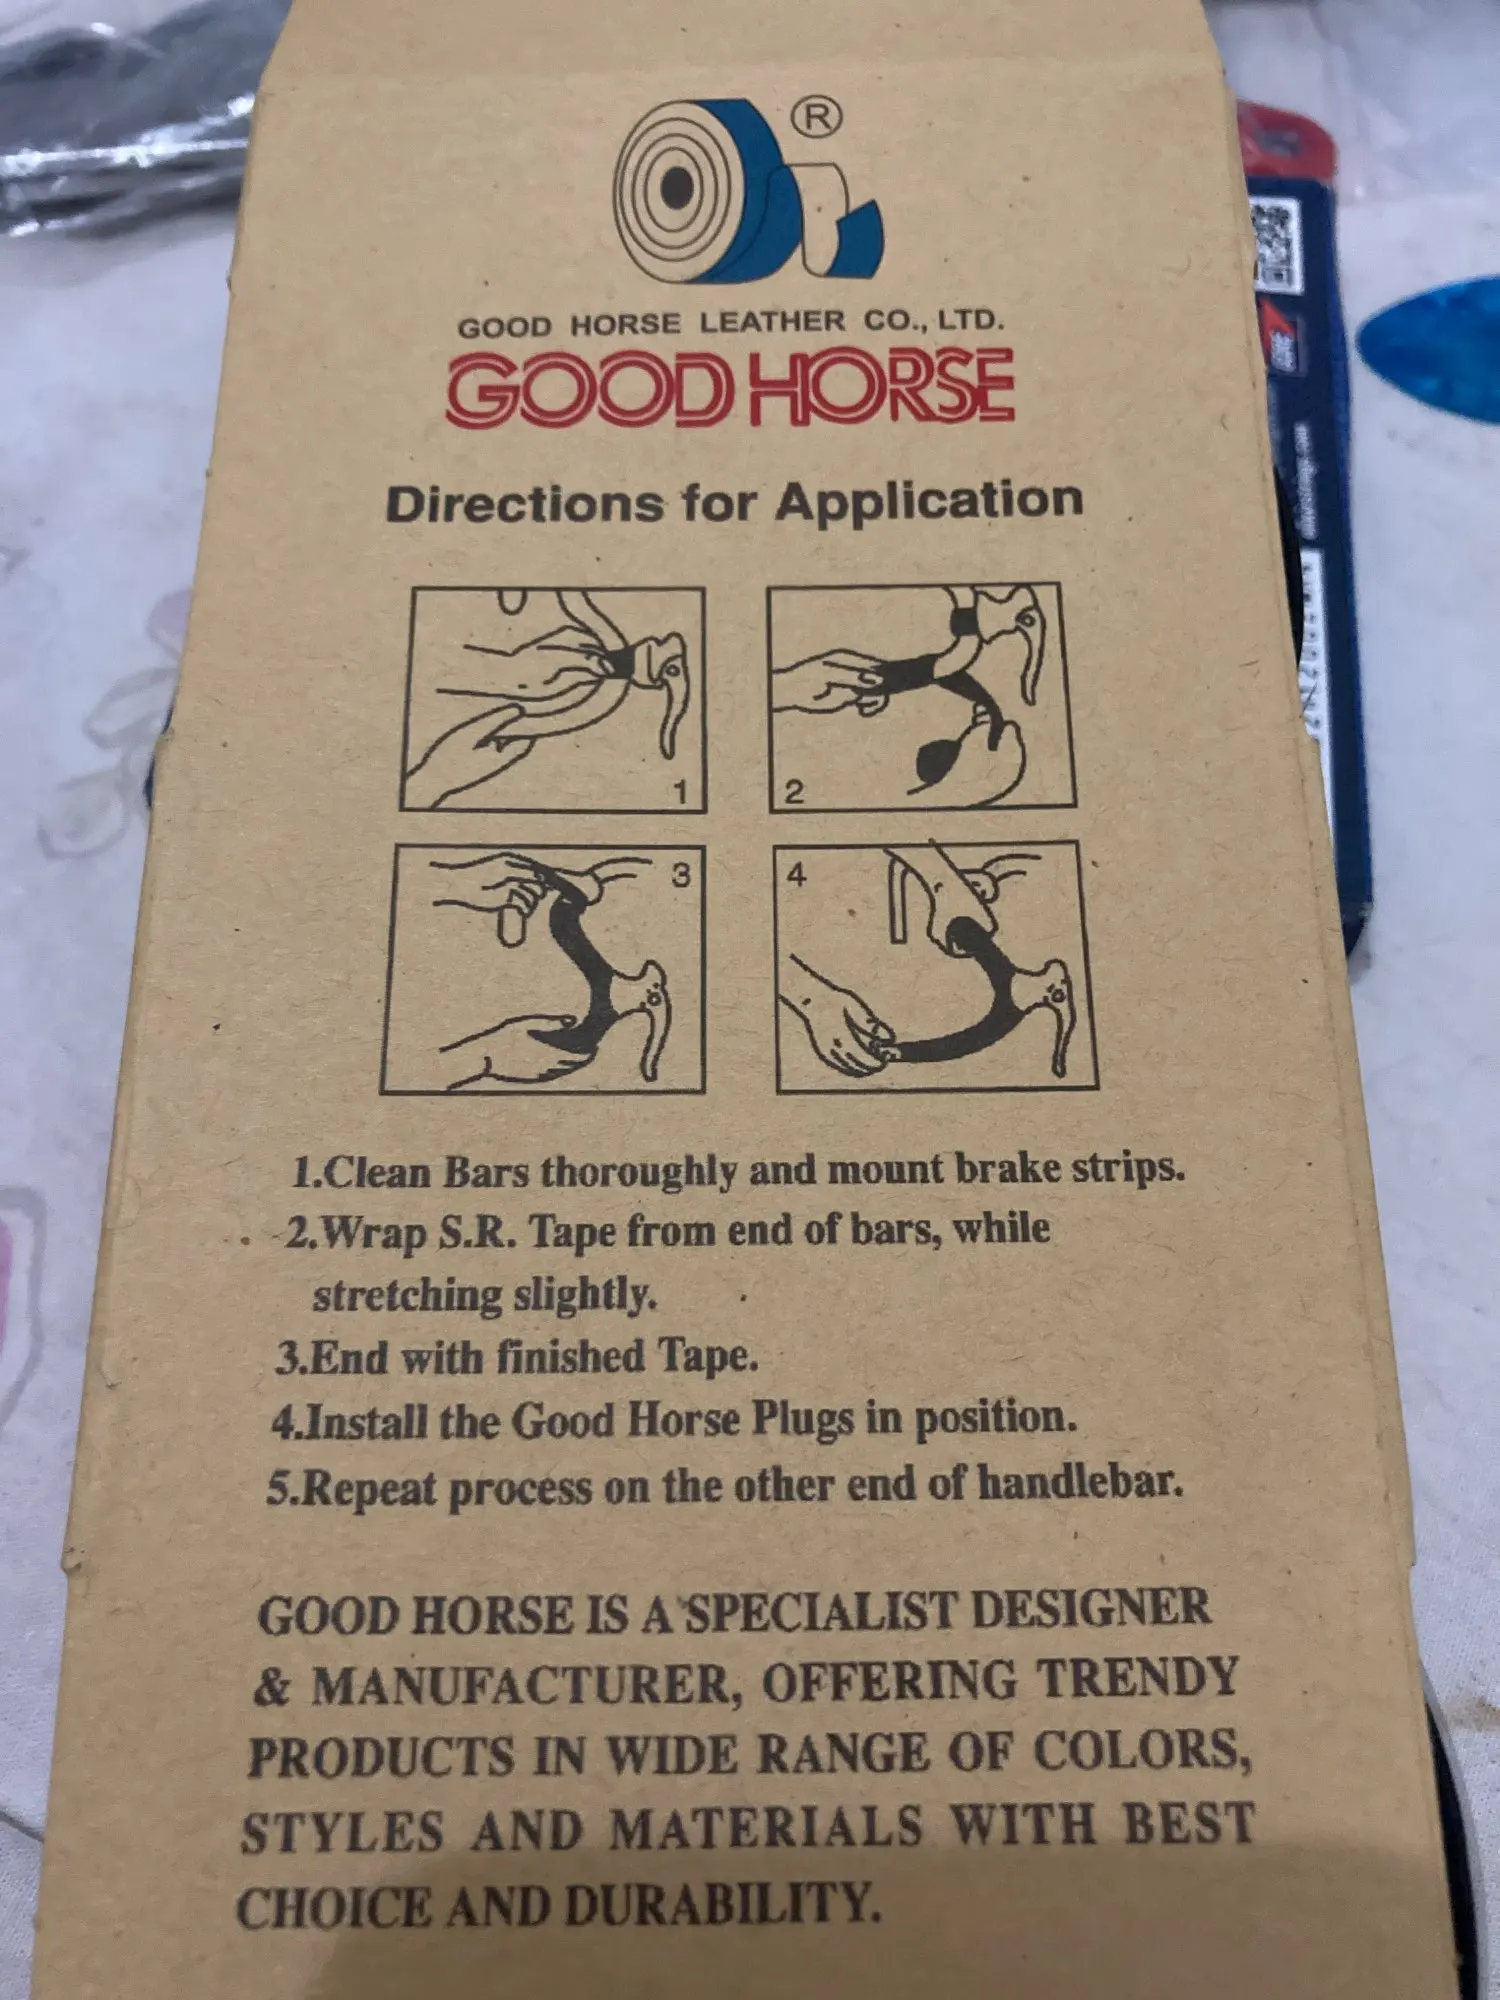 ®
GOOD HORSE LEATHER CO., LTD.
GOOD HORSE
Directions for Application
1
2
3
4
1.Clean Bars thoroughly and mount brake strips.
2.Wrap S.R. Tape from end of bars, while
stretching slightly.
3.End with finished Tape.
4.Install the Good Horse Plugs in position.
5.Repeat process on the other end of handlebar.
GOOD HORSE IS A SPECIALIST DESIGNER
& MANUFACTURER, OFFERING TRENDY
PRODUCTS IN WIDE RANGE OF COLORS,
STYLES AND MATERIALS WITH BEST
CHOICE AND DURABILITY.